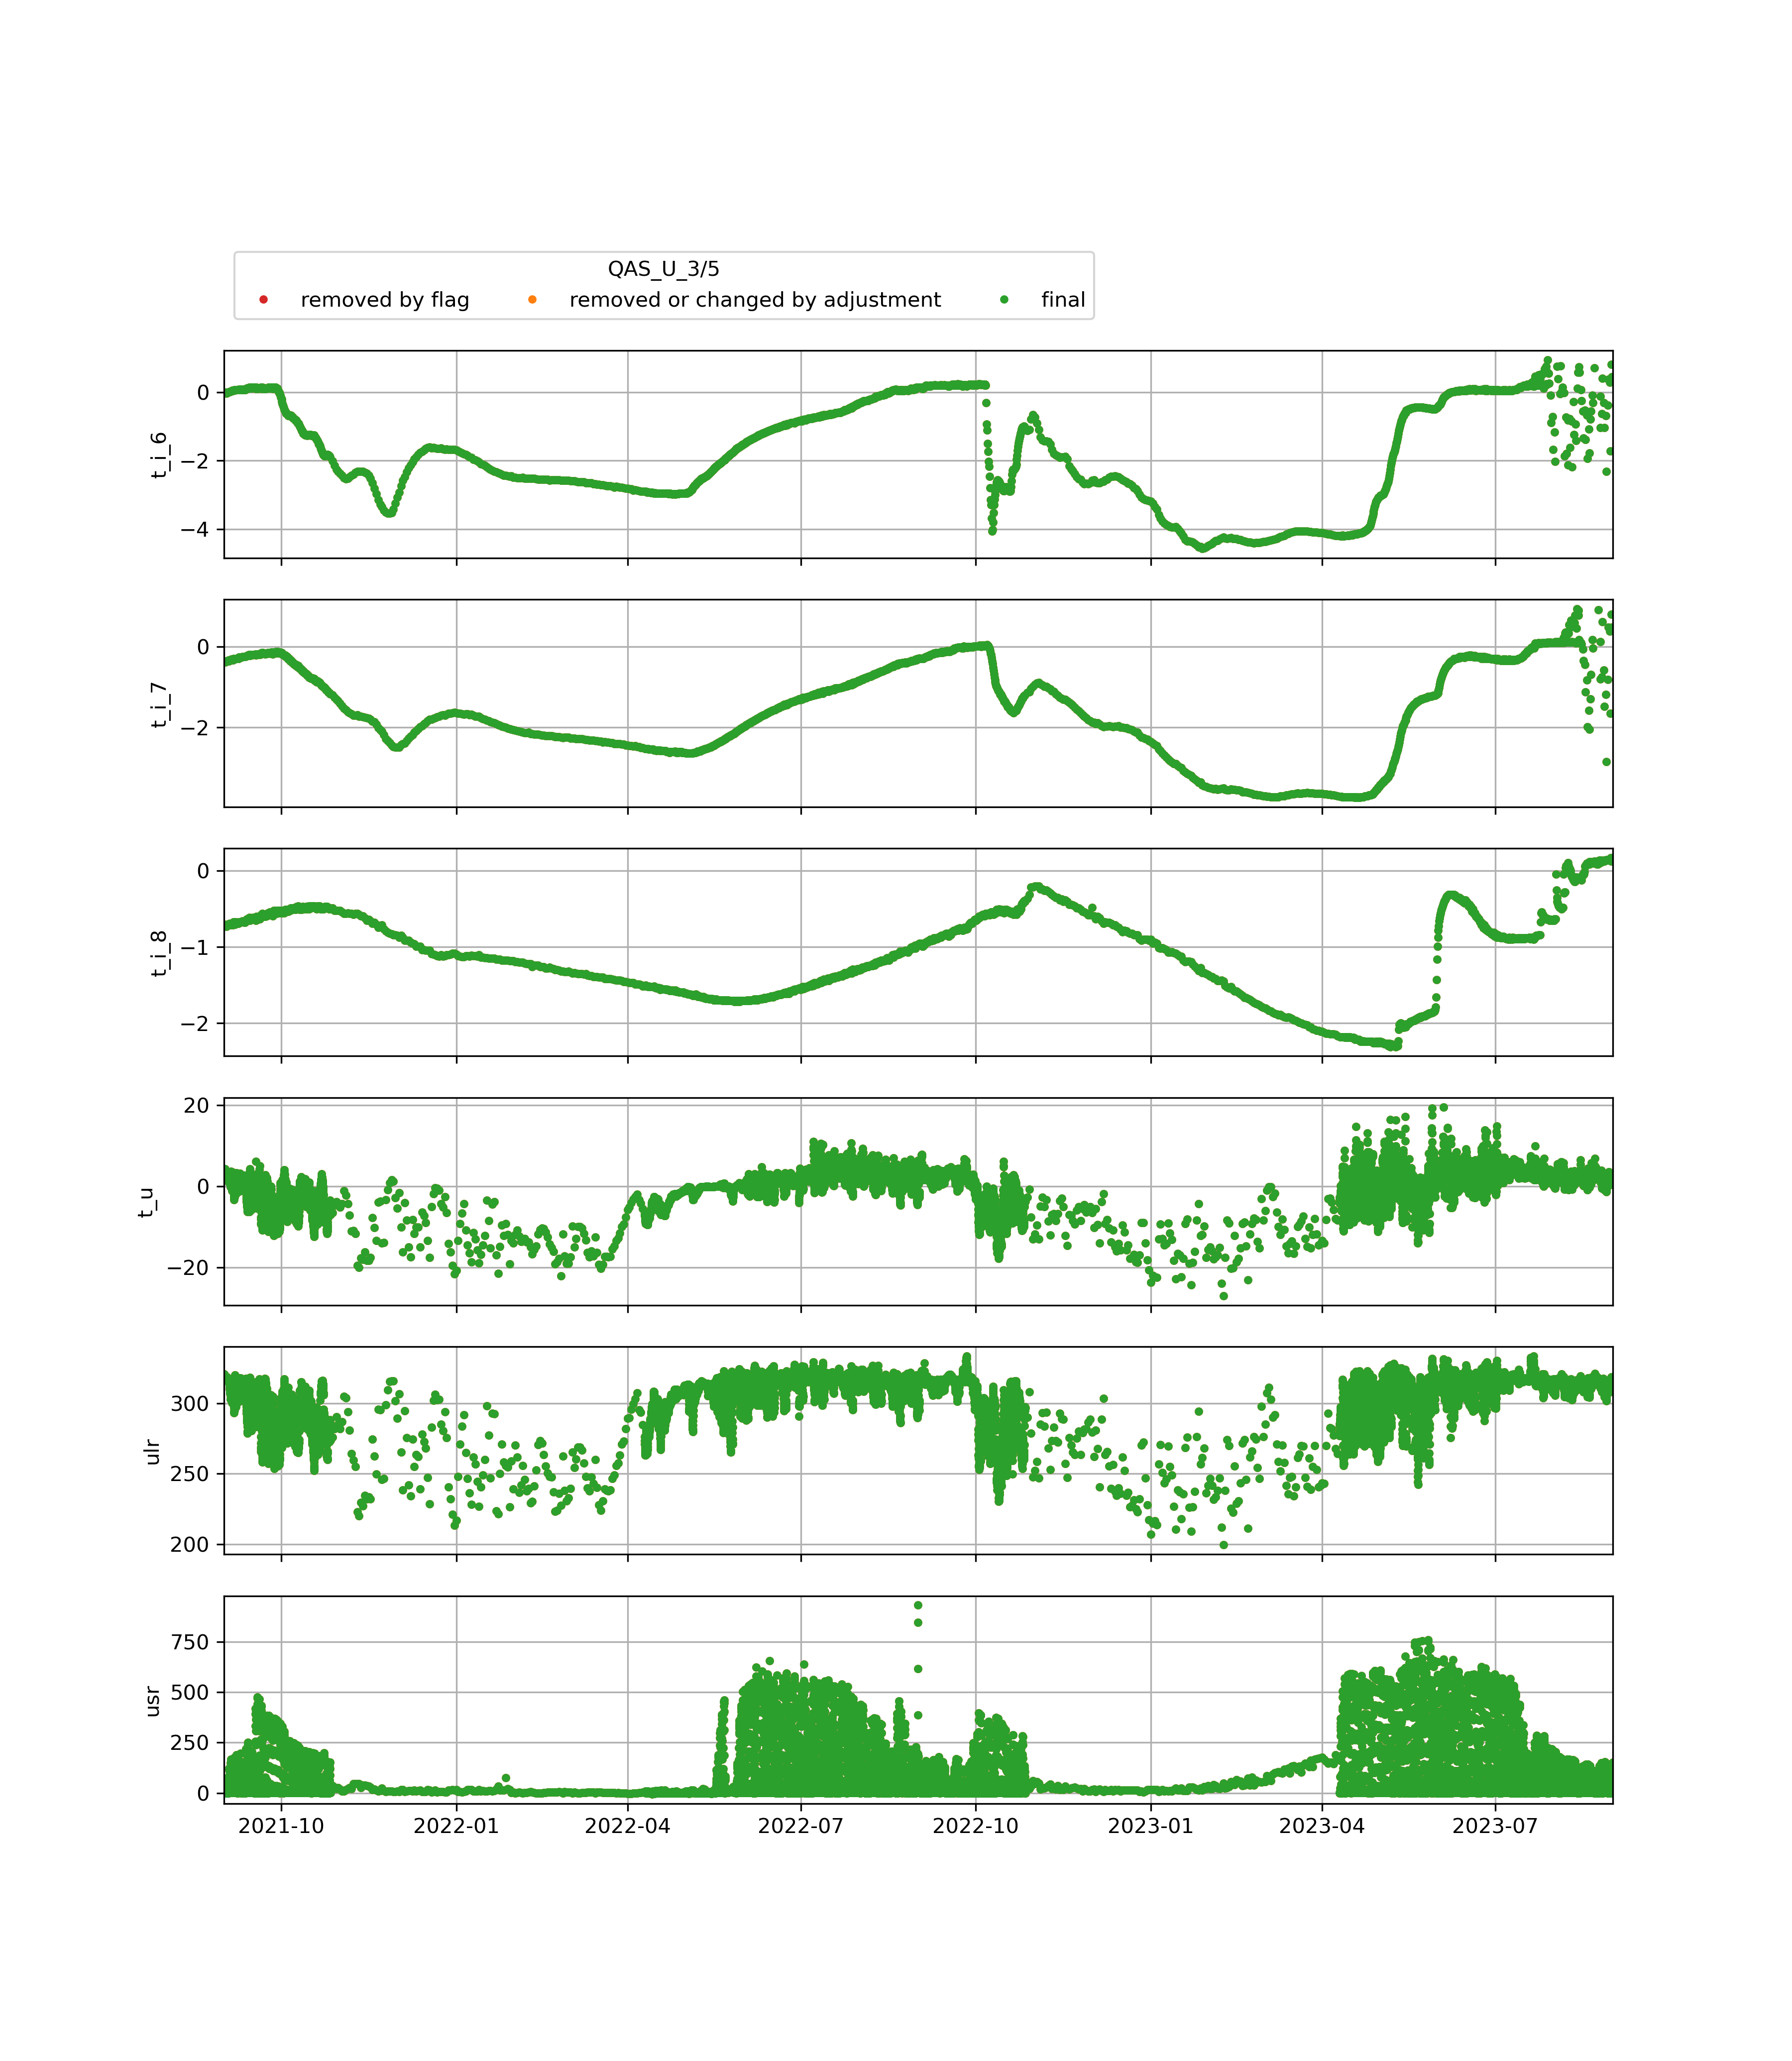 QAS_U_3/5
removed by flag removed or changed by adjustment final
t_i_6
0
−2
−4
t_i_7
0
−2
t_i_8
0
−1
−2
t_u
20
0
−20
ulr
300
250
200
usr
750
500
250
0
2021-10 2022-01 2022-04 2022-07 2022-10 2023-01 2023-04 2023-07